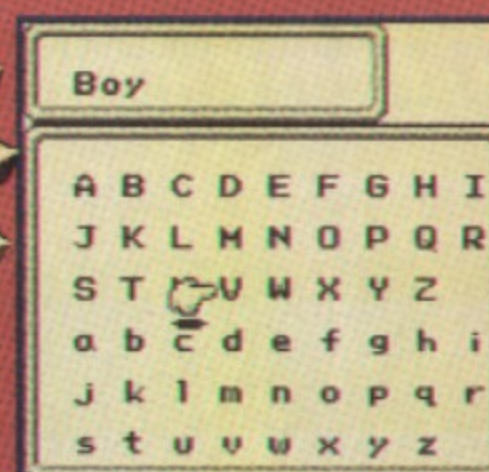 Boy
A B C D E F G H I
J K L M N O P Q R
S T V W X Y Z
a b c d e f g h i
j k l m n o p q r
s t u v w x y z